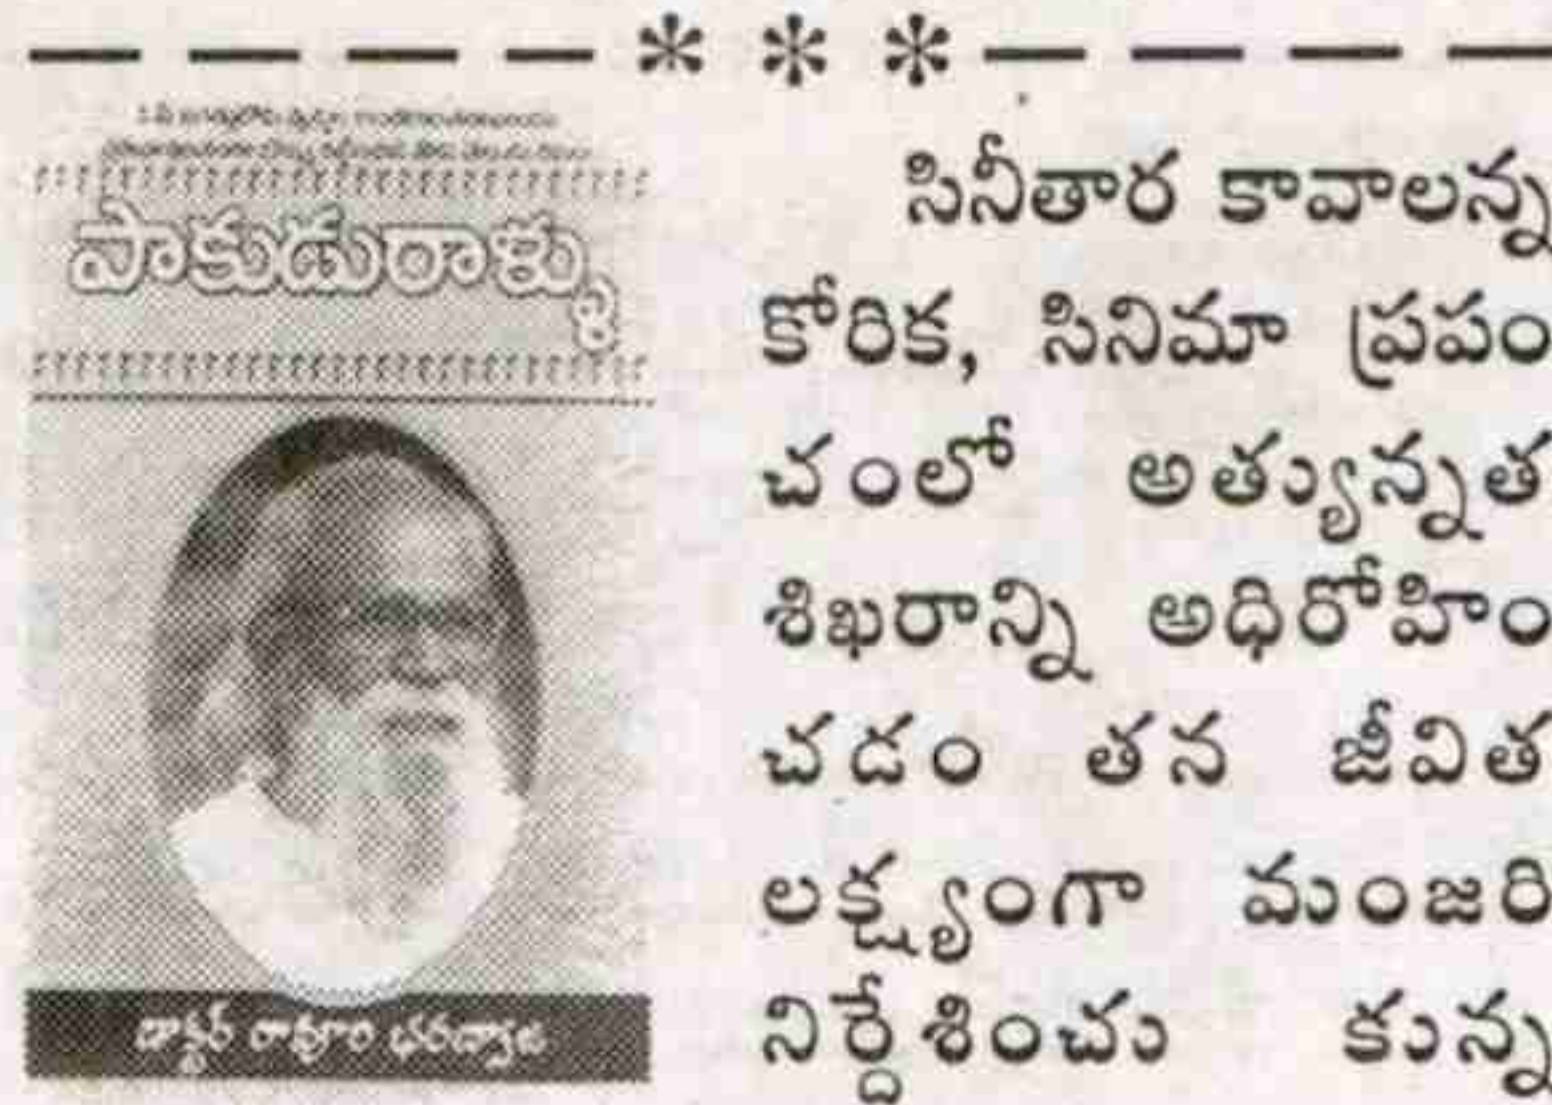 పాకుడురాళ్ళు
డాక్టర్ రావూరి భరద్వాజ
సినీతార కావాలన్న
కోరిక, సినిమా ప్రపం
చంలో అత్యున్నత
శిఖరాన్ని అధిరోహిం
చడం తన జీవిత
లక్ష్యంగా మంజరి
నిర్దేశించు కున్న